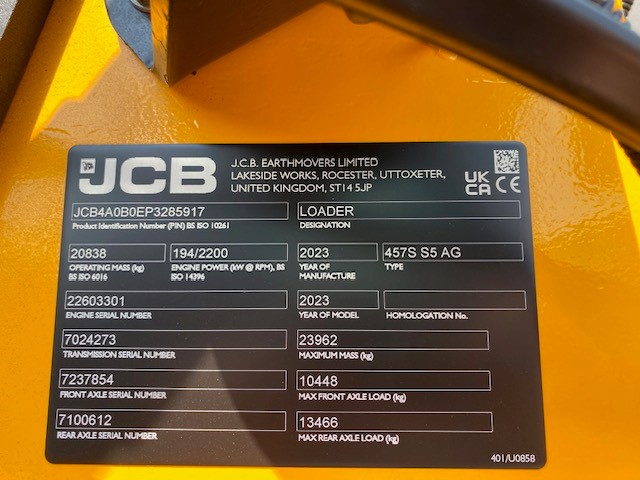 JCB
J.C.B. EARTHMOVERS LIMITED
LAKESIDE WORKS, ROCESTER, UTTOXETER,
UNITED KINGDOM, ST14 5JP
UK
CA CE
JCB4A0B0EP3285917 LOADER
Product Identification Number (PIN) BS ISO 10261 DESIGNATION
20838 194/2200 2023 457S S5 AG
OPERATING MASS (kg) ENGINE POWER (kW @ RPM), BS YEAR OF TYPE
BS ISO 6016 ISO 14396 MANUFACTURE
22603301 2023
ENGINE SERIAL NUMBER YEAR OF MODEL HOMOLOGATION No.
7024273 23962
TRANSMISSION SERIAL NUMBER MAXIMUM MASS (kg)
7237854 10448
FRONT AXLE SERIAL NUMBER MAX FRONT AXLE LOAD (kg)
7100612 13466
REAR AXLE SERIAL NUMBER MAX REAR AXLE LOAD (kg)
401/U0858